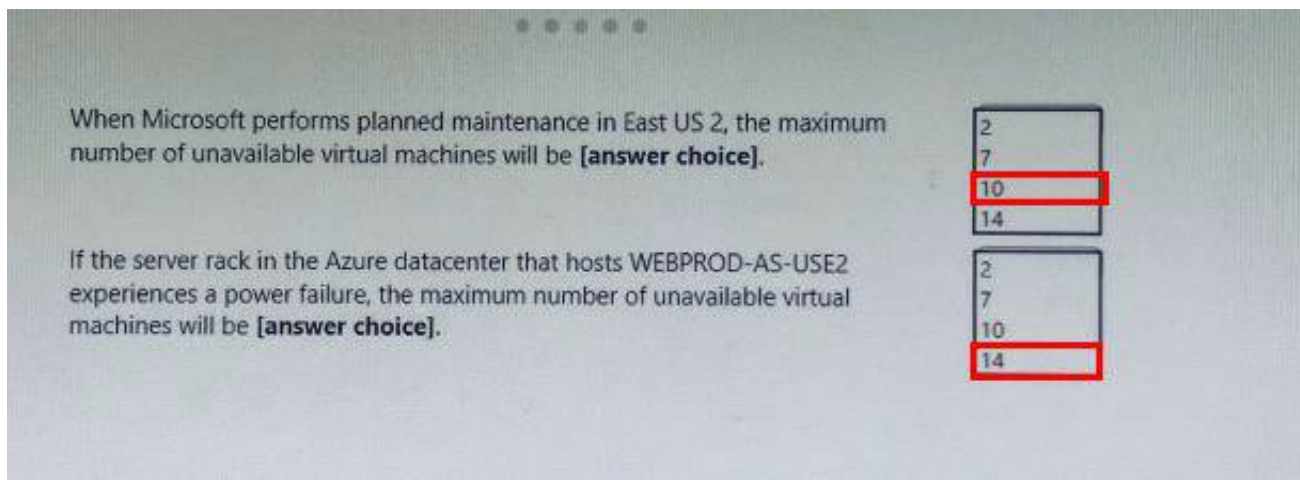 When Microsoft performs planned maintenance in East US 2, the maximum
number of unavailable virtual machines will be [answer choice].
2
7
10
14
If the server rack in the Azure datacenter that hosts WEBPROD-AS-USE2
experiences a power failure, the maximum number of unavailable virtual
machines will be [answer choice].
2
7
10
14